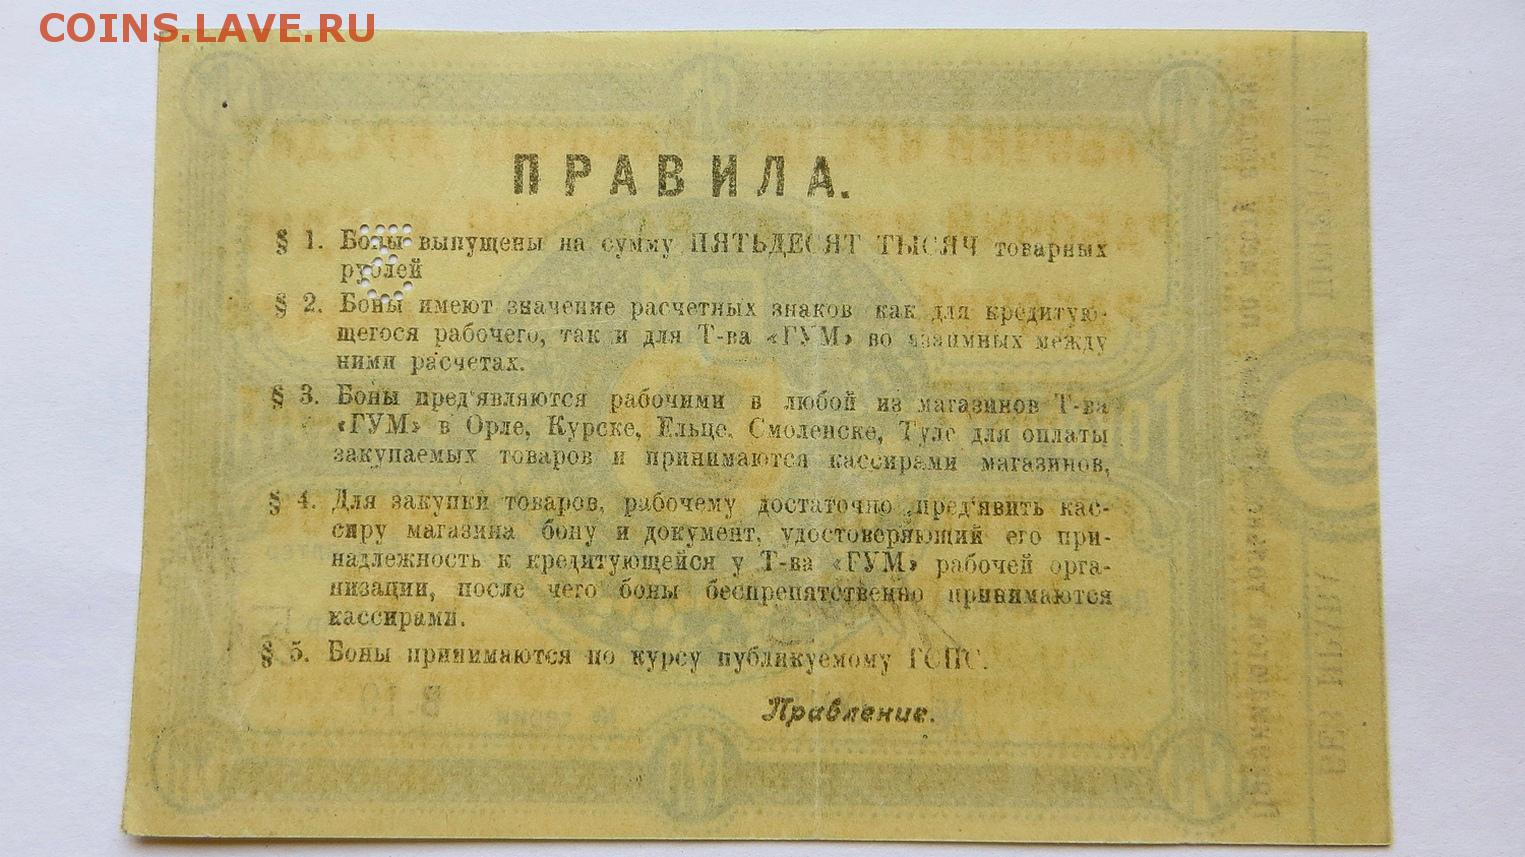 COINS.LAVE.RU
ПРАВИЛА.
§ 1. Боны выпущены на сумму ПЯТЬДЕСЯТ ТЫСЯЧ товарных
рублей
§ 2. Боны имеют значение расчетных знаков как для кредитую-
щегося рабочего, так и для Т-ва «ГУМ» во взаимных между
ними расчетах.
§ 3. Боны пред'являются рабочими в любой из магазинов Т-ва
«ГУМ» в Орле, Курске, Ельце, Смоленске, Туле для оплаты
закупаемых товаров и принимаются кассирами магазинов,
§ 4. Для закупки товаров, рабочему достаточно пред'явить кас-
сиру магазина бону и документ, удостоверяющий его при-
надлежность к кредитующейся у Т-ва «ГУМ» рабочей орга-
низации, после чего боны беспрепятственно принимаются
кассирами.
§ 5. Боны принимаются по курсу публикуемому ГСПС.
Правление.